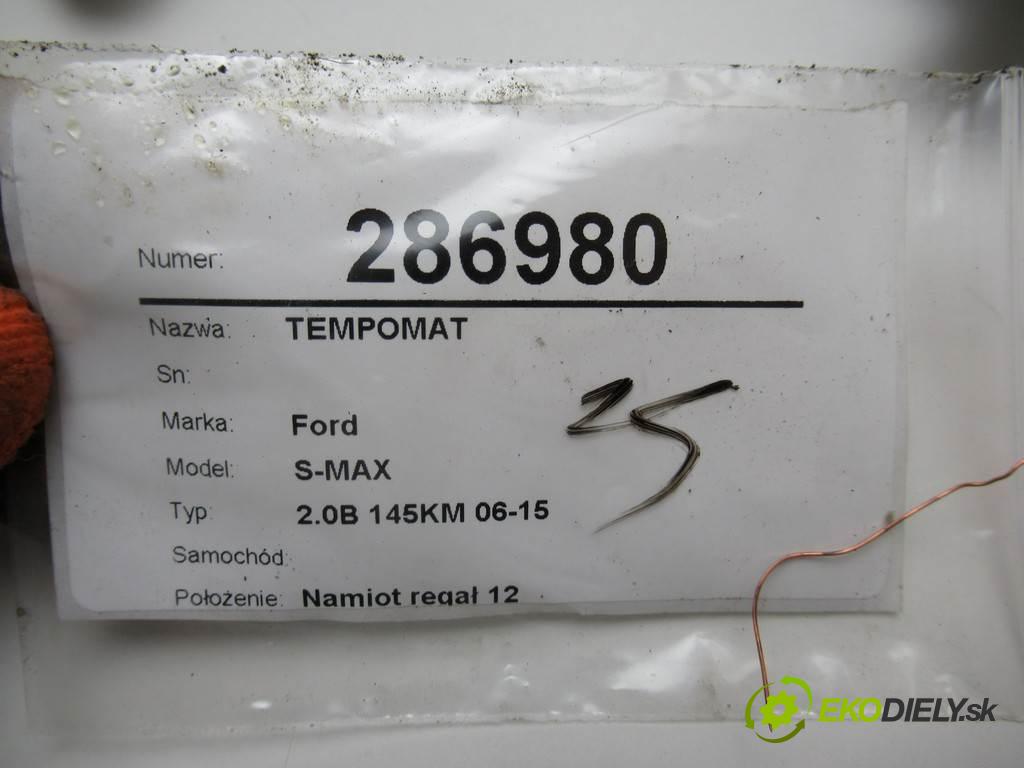 Numer: 286980
Nazwa: TEMPOMAT
Sn:
Marka: Ford
Model: S-MAX
Typ: 2.0B 145KM 06-15
Samochód:
Położenie: Namiot regał 12
35
EKODIELY.sk